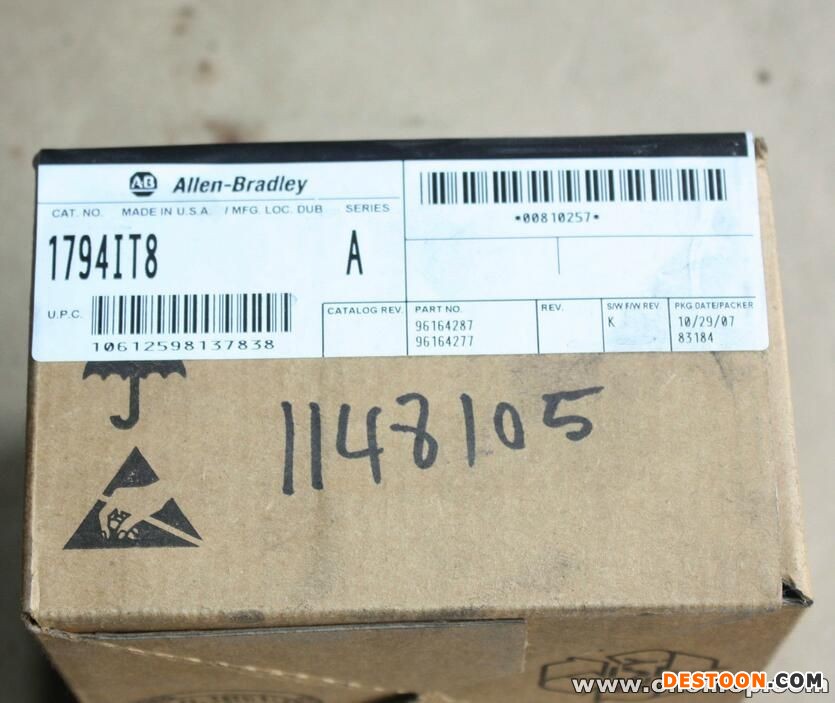 AB Allen-Bradley
CAT. NO. MADE IN U.S.A. / MFG. LOC. DUB SERIES
1794IT8 A
U.P.C.
10612598137838
*00810257*
CATALOG REV.
PART NO.
96164287
96164277
REV.
S/W F/W REV.
K
PKG DATE/PACKER
10/29/07
83184
1148105
DESTOON.COM